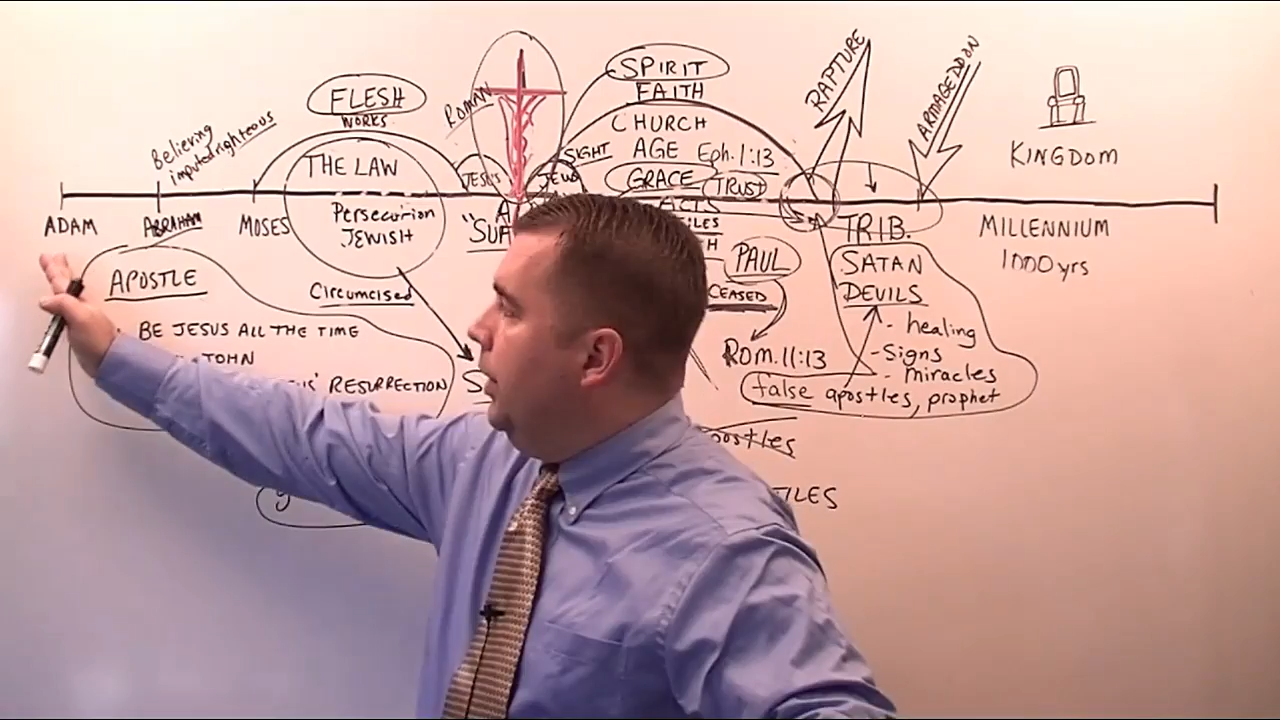 FLESH
WORKS
ROMAN
SPIRIT
FAITH
RAPTURE
ARMAGEDDON
Believing
imputed righteous
THE LAW
JESUS
SIGHT
JEWS
CHURCH
AGE Eph. 1:13
GRACE TRUST
KINGDOM
ADAM
ABRAHAM
MOSES
Persecution
JEWISH
ACTS
TRIB.
MILLENNIUM
1000 yrs
APOSTLE
Circumcised
PAUL
CEASED
SATAN
DEVILS
- healing
- Signs
- miracles
BE JESUS ALL THE TIME
JOHN
RESURRECTION
Rom. 11:13
false apostles, prophet